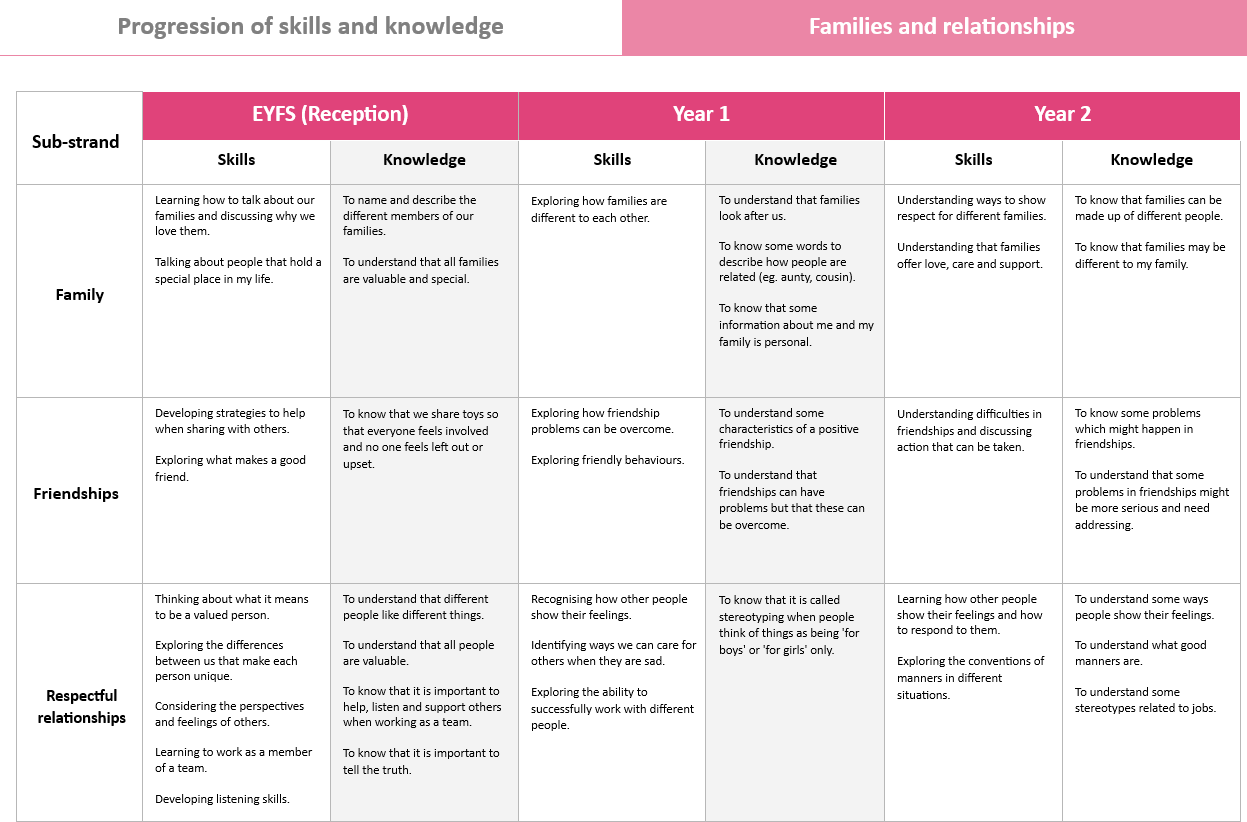 Progression of skills and knowledge
Families and relationships
Sub-strand
EYFS (Reception)
Year 1
Year 2
Skills
Knowledge
Skills
Knowledge
Skills
Knowledge
Family
Learning how to talk about our
families and discussing why we
love them.
Talking about people that hold a
special place in my life.
To name and describe the
different members of our
families.
To understand that all families
are valuable and special.
Exploring how families are
different to each other.
To understand that families
look after us.
To know some words to
describe how people are
related (eg. aunty, cousin).
To know that some
information about me and my
family is personal.
Understanding ways to show
respect for different families.
Understanding that families
offer love, care and support.
To know that families can be
made up of different people.
To know that families may be
different to my family.
Friendships
Developing strategies to help
when sharing with others.
Exploring what makes a good
friend.
To know that we share toys so
that everyone feels involved
and no one feels left out or
upset.
Exploring how friendship
problems can be overcome.
Exploring friendly behaviours.
To understand some
characteristics of a positive
friendship.
To understand that
friendships can have
problems but that these can
be overcome.
Understanding difficulties in
friendships and discussing
action that can be taken.
To know some problems
which might happen in
friendships.
To understand that some
problems in friendships might
be more serious and need
addressing.
Respectful
relationships
Thinking about what it means
to be a valued person.
Exploring the differences
between us that make each
person unique.
Considering the perspectives
and feelings of others.
Learning to work as a member
of a team.
Developing listening skills.
To understand that different
people like different things.
To understand that all people
are valuable.
To know that it is important to
help, listen and support others
when working as a team.
To know that it is important to
tell the truth.
Recognising how other people
show their feelings.
Identifying ways we can care for
others when they are sad.
Exploring the ability to
successfully work with different
people.
To know that it is called
stereotyping when people
think of things as being 'for
boys' or 'for girls' only.
Learning how other people
show their feelings and how
to respond to them.
Exploring the conventions of
manners in different
situations.
To understand some ways
people show their feelings.
To understand what good
manners are.
To understand some
stereotypes related to jobs.